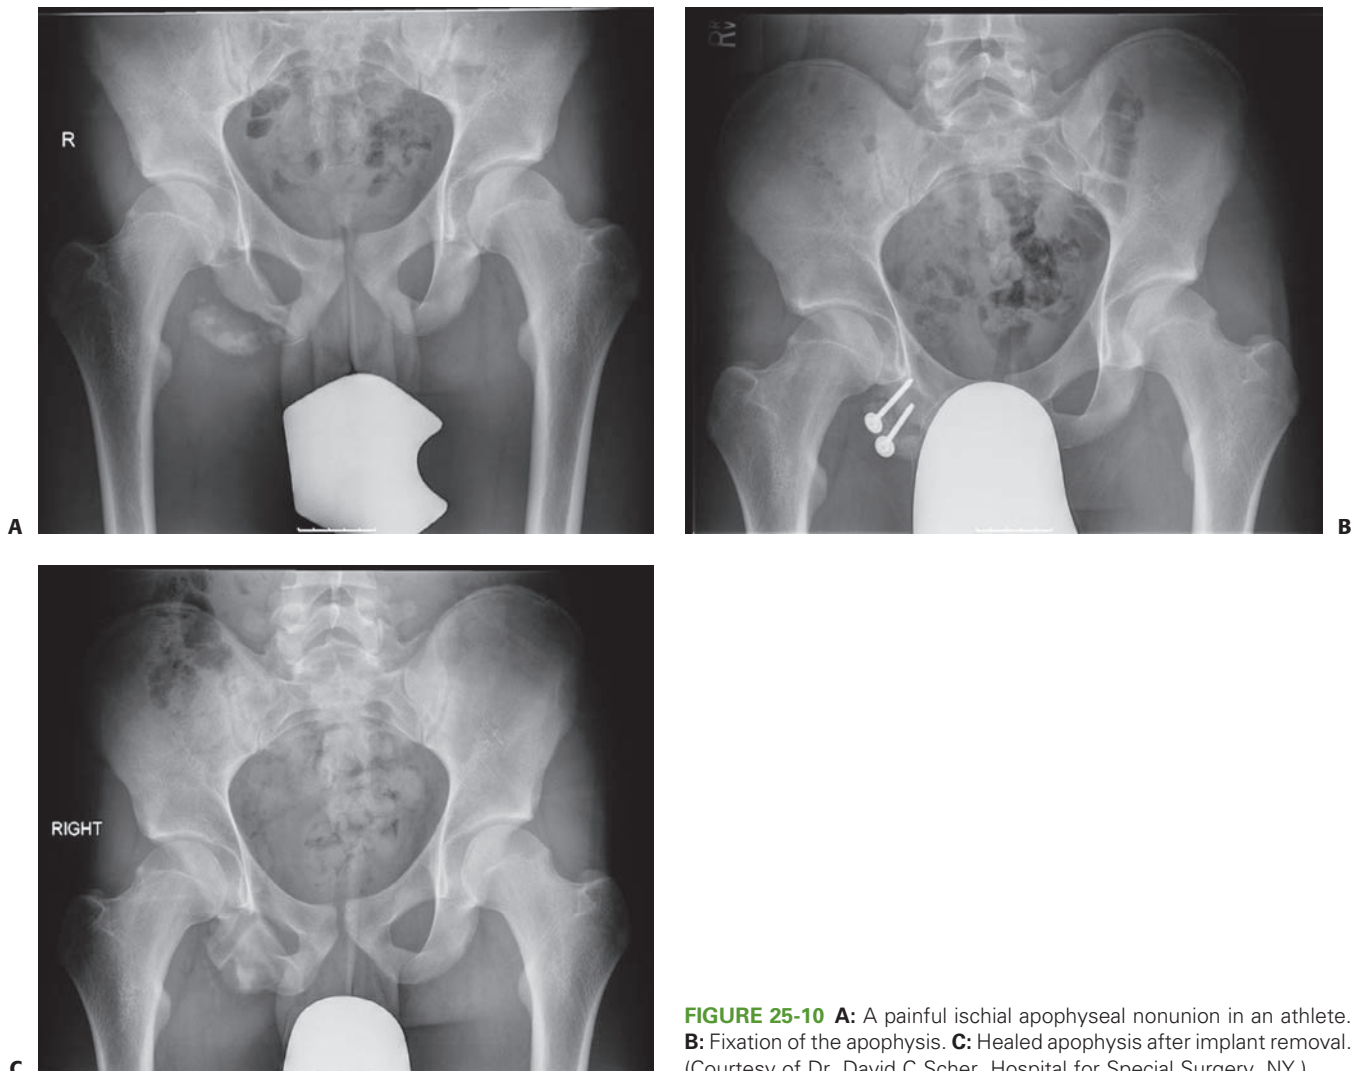 R
A
R
R
V
B
RIGHT
C
FIGURE 25-10 A: A painful ischial apophyseal nonunion in an athlete.
B: Fixation of the apophysis. C: Healed apophysis after implant removal.
(Courtesy of Dr. David C Scher, Hospital for Special Surgery, NY.)